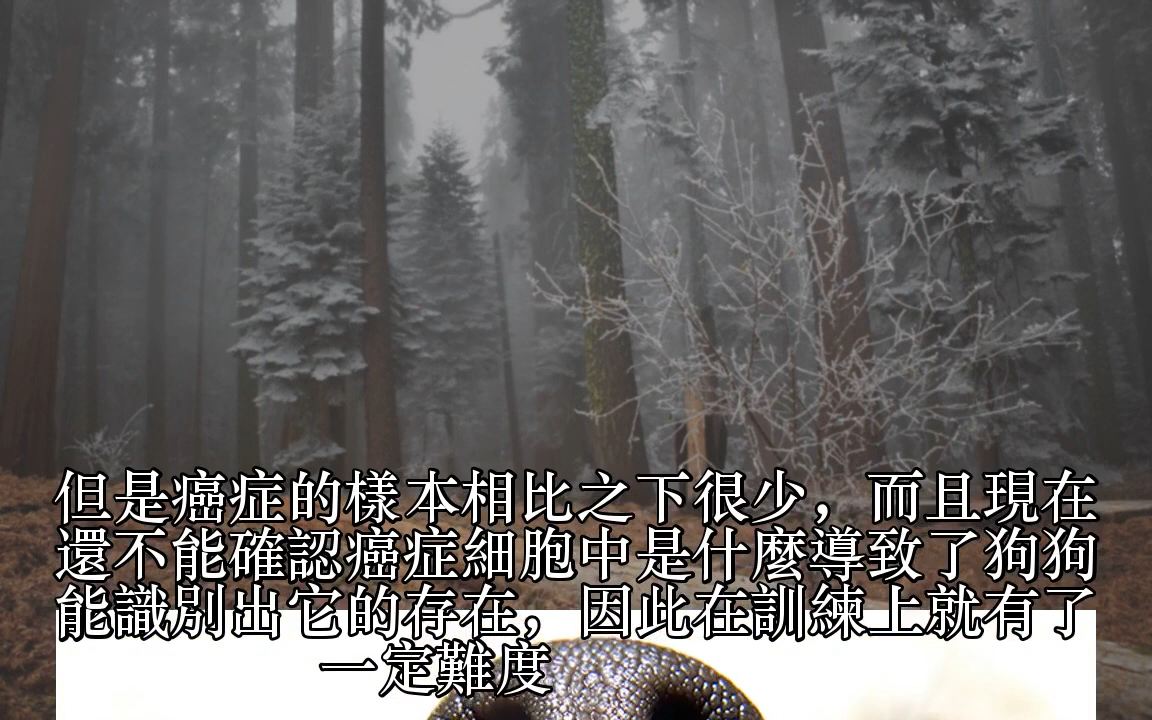 但是癌症的樣本相比之下很少，而且現在
還不能確認癌症細胞中是什麼導致了狗狗
能識別出它的存在，因此在訓練上就有了
一定難度